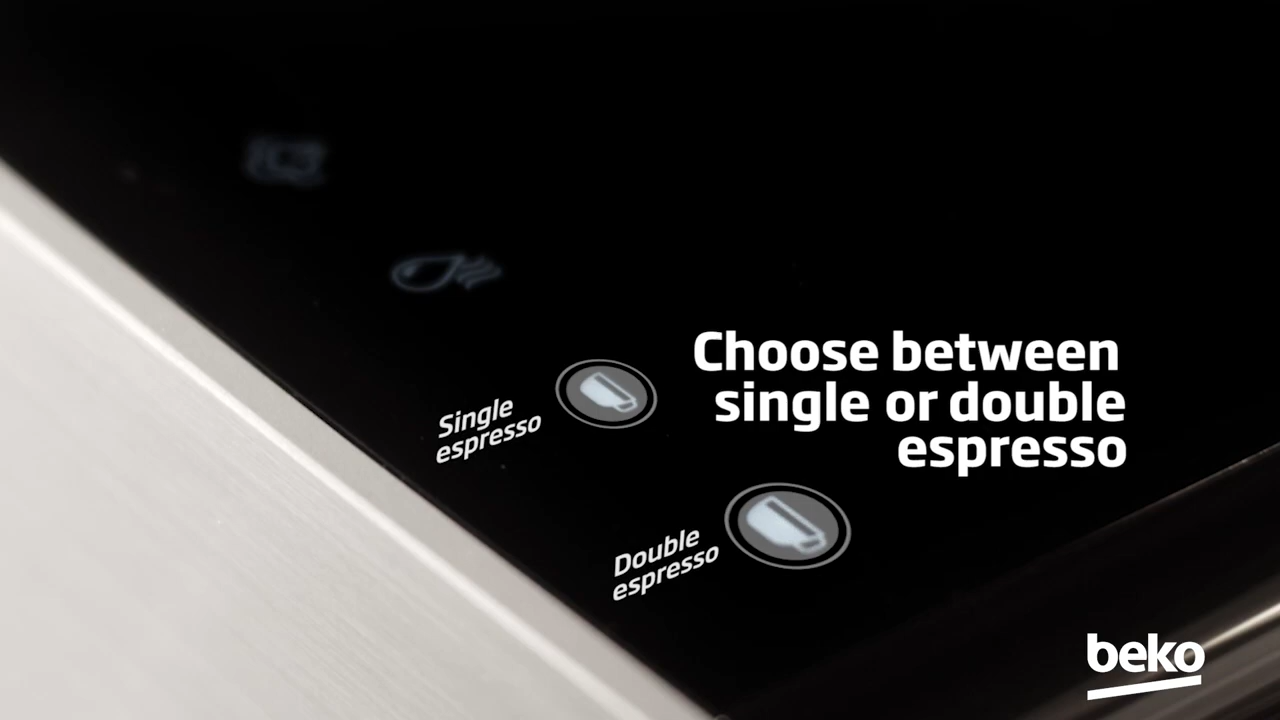 Choose between
single or double
espresso
Single
espresso
Double
espresso
beko